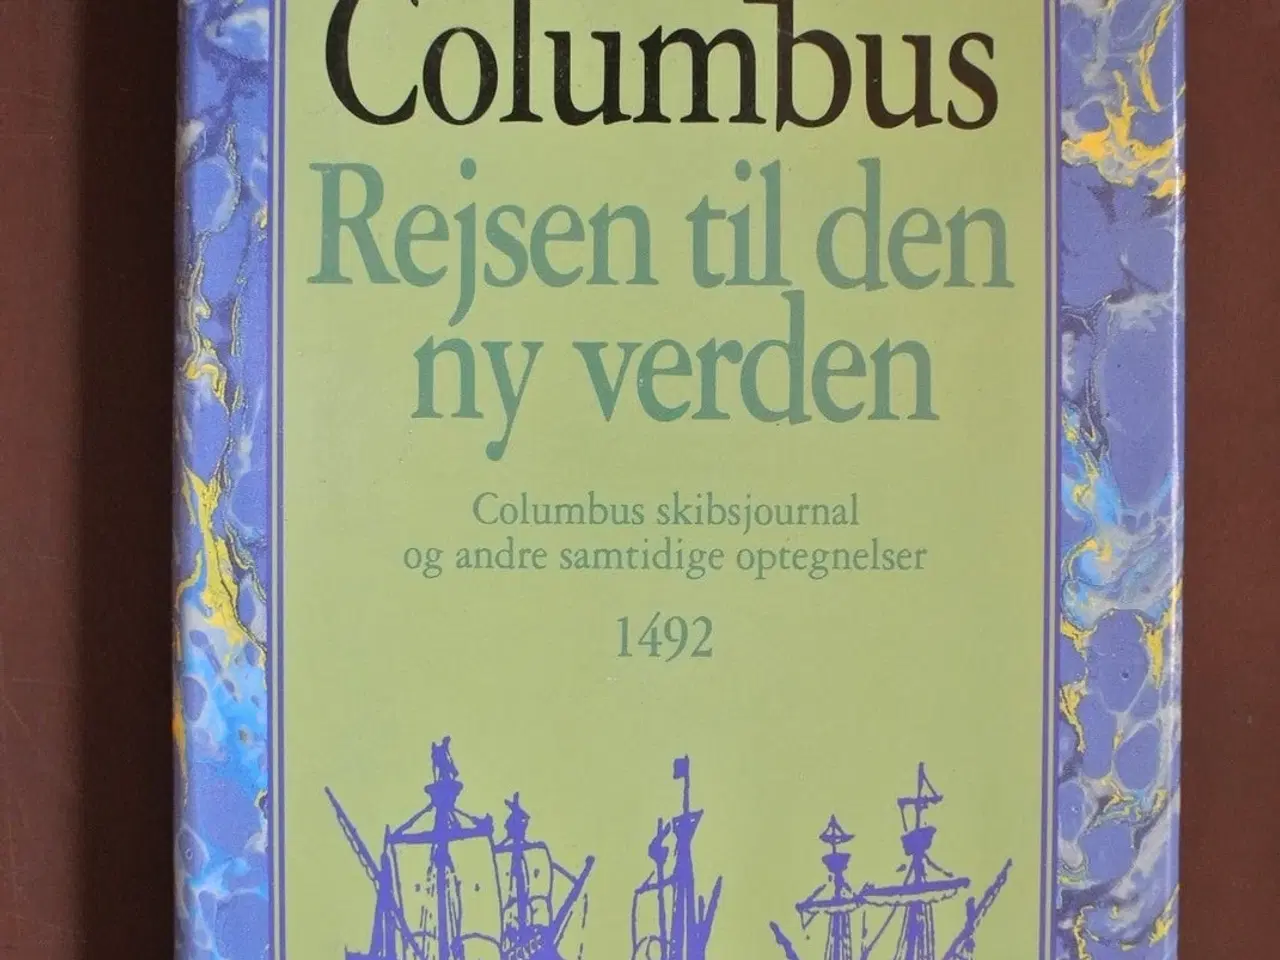 Columbus
Rejsen til den
ny verden
Columbus skibsjournal
og andre samtidige optegnelser
1492